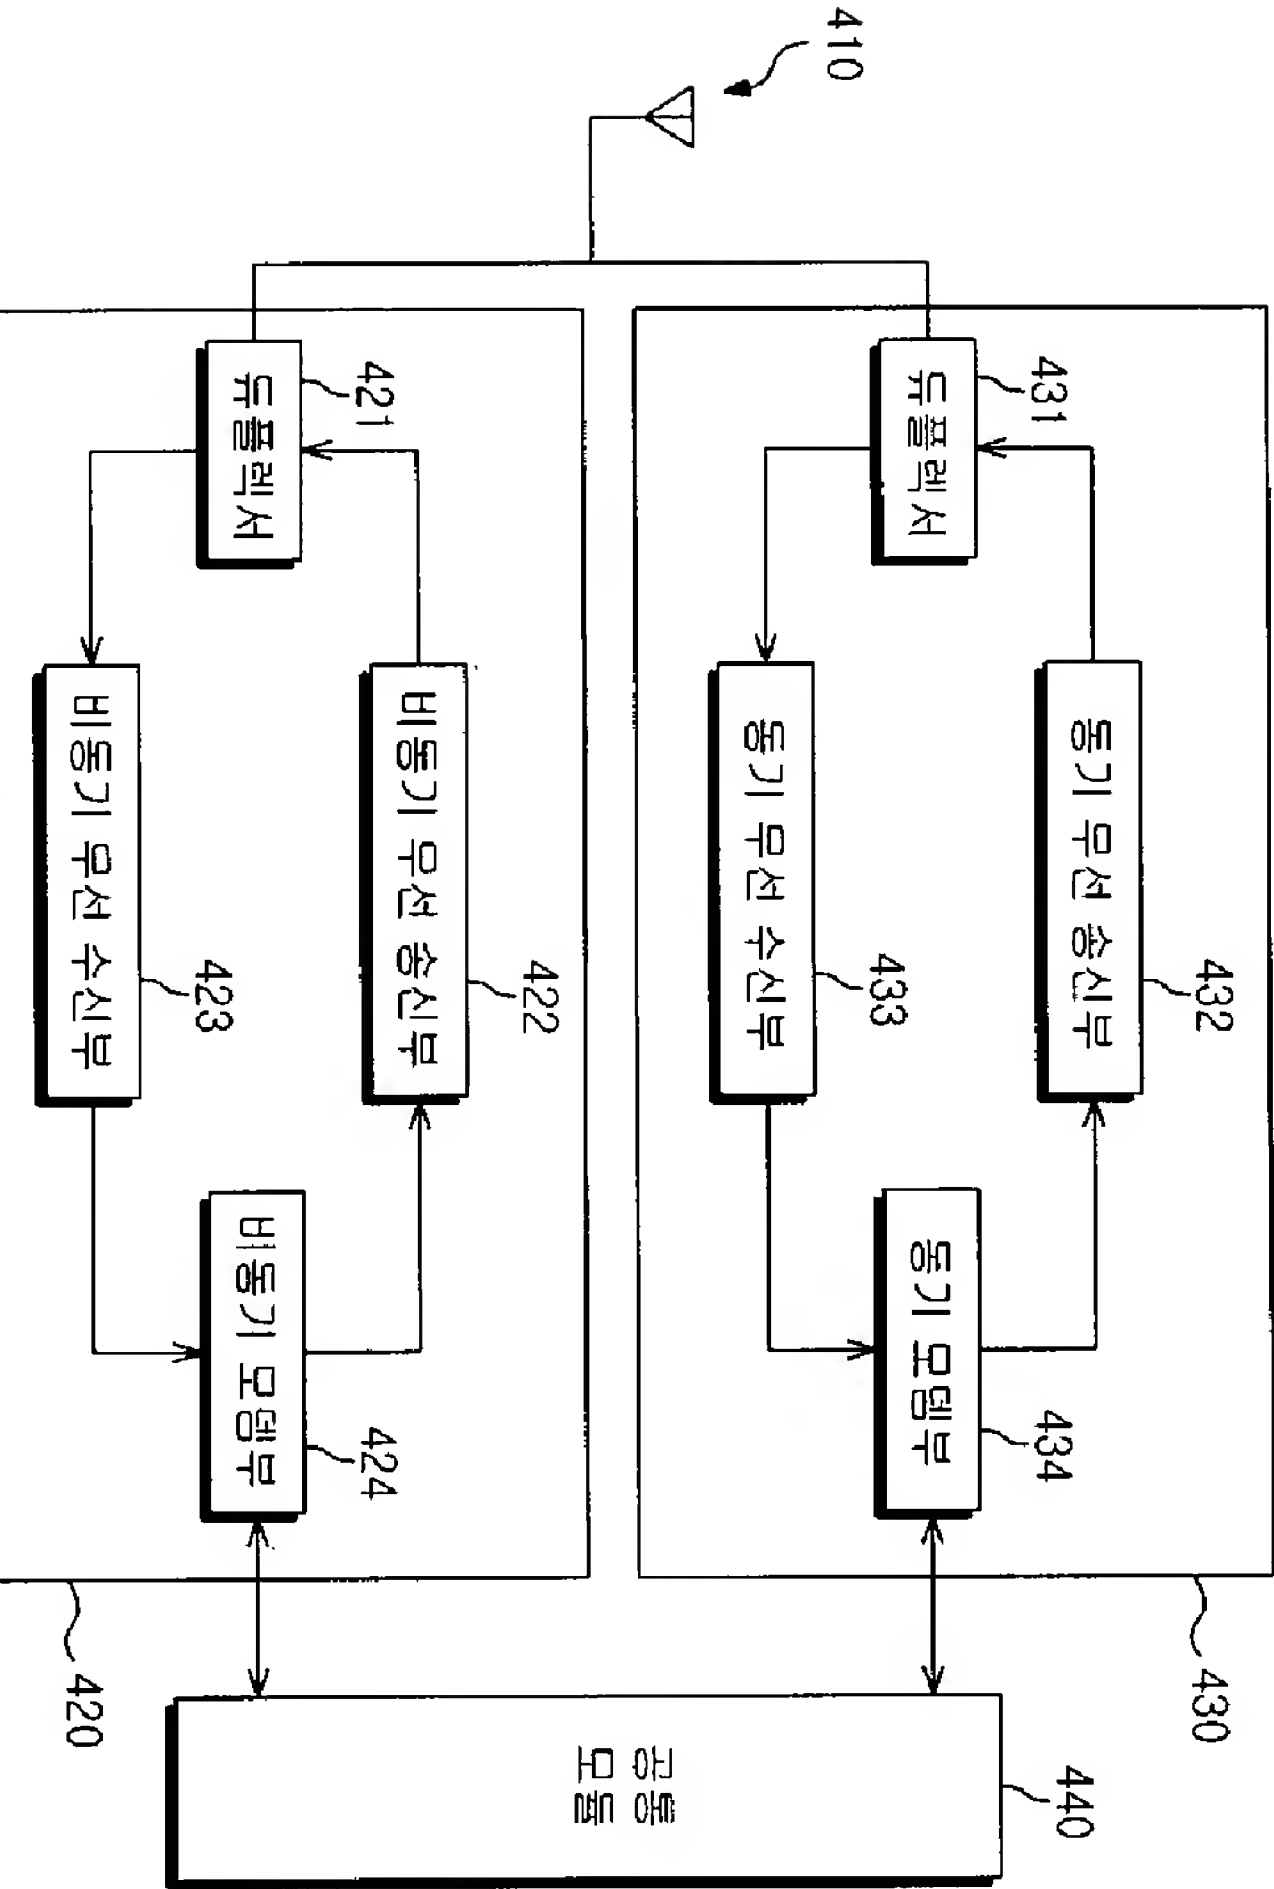 410
430
431
듀플렉서
432
동기 무선 송신부
433
동기 무선 수신부
434
동기 모뎀부
420
421
듀플렉서
422
비동기 무선 송신부
423
비동기 무선 수신부
424
비동기 모뎀부
440
공통
모듈